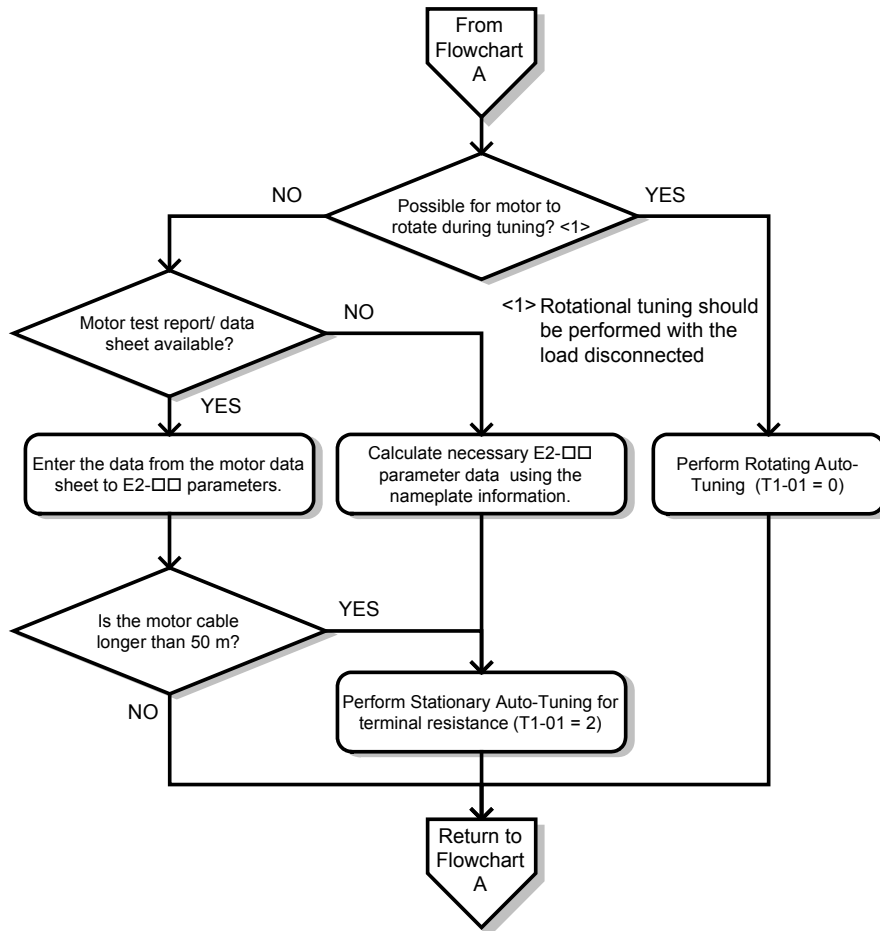 From
Flowchart
A
NO
YES
Possible for motor to
rotate during tuning? <1>
Motor test report/ data
sheet available?
NO
<1> Rotational tuning should
be performed with the
load disconnected
YES
Enter the data from the motor data
sheet to E2-□□ parameters.
Calculate necessary E2-□□
parameter data using the
nameplate information.
Perform Rotating Auto-
Tuning (T1-01 = 0)
Is the motor cable
longer than 50 m?
YES
NO
Perform Stationary Auto-Tuning for
terminal resistance (T1-01 = 2)
Return to
Flowchart
A